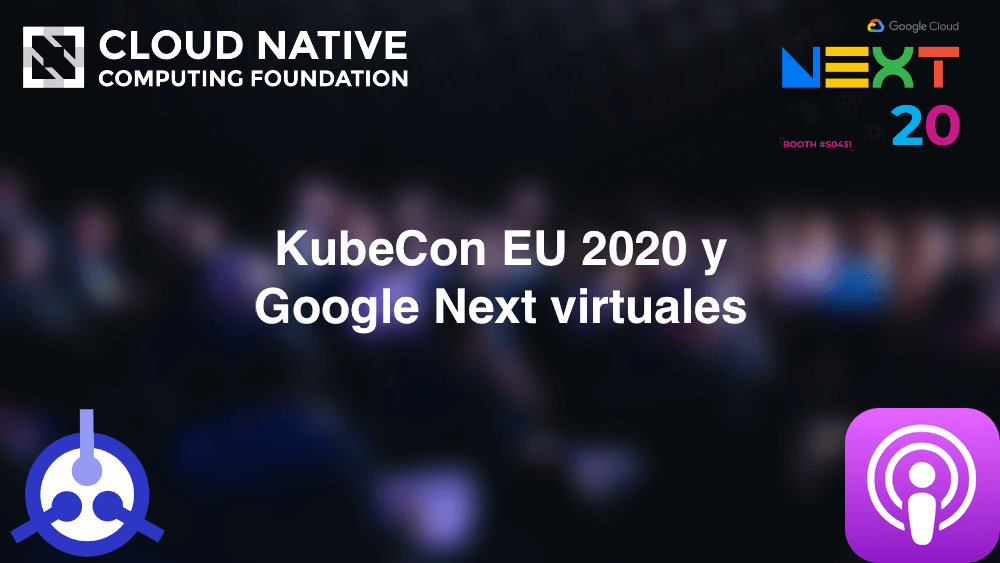 CLOUD NATIVE
COMPUTING FOUNDATION
Google Cloud
NEXT
20
BOOTH #S0431
KubeCon EU 2020 y
Google Next virtuales